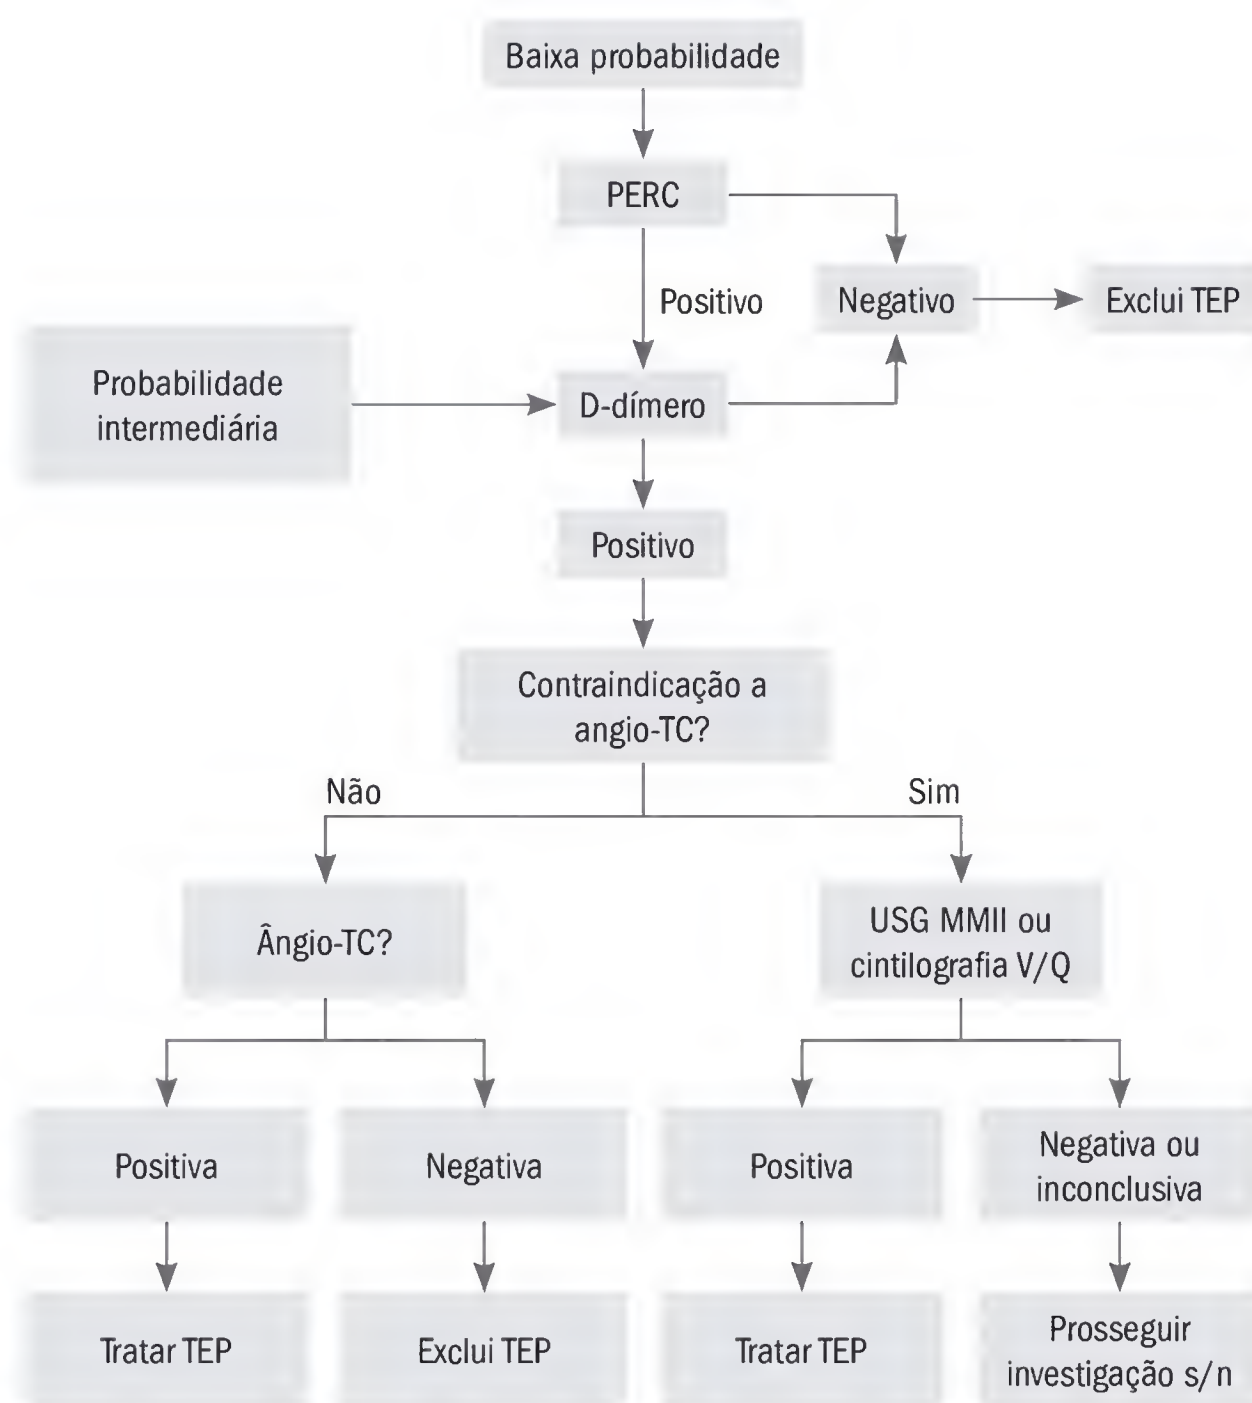 Baixa probabilidade
PERC
Positivo
Negativo
Exclui TEP
Probabilidade
intermediária
D-dímero
Positivo
Contraindicação a
angio-TC?
Não
Sim
Ângio-TC?
USG MMII ou
cintilografia V/Q
Positiva
Negativa
Positiva
Negativa ou
inconclusiva
Tratar TEP
Exclui TEP
Tratar TEP
Prosseguir
investigação s/n